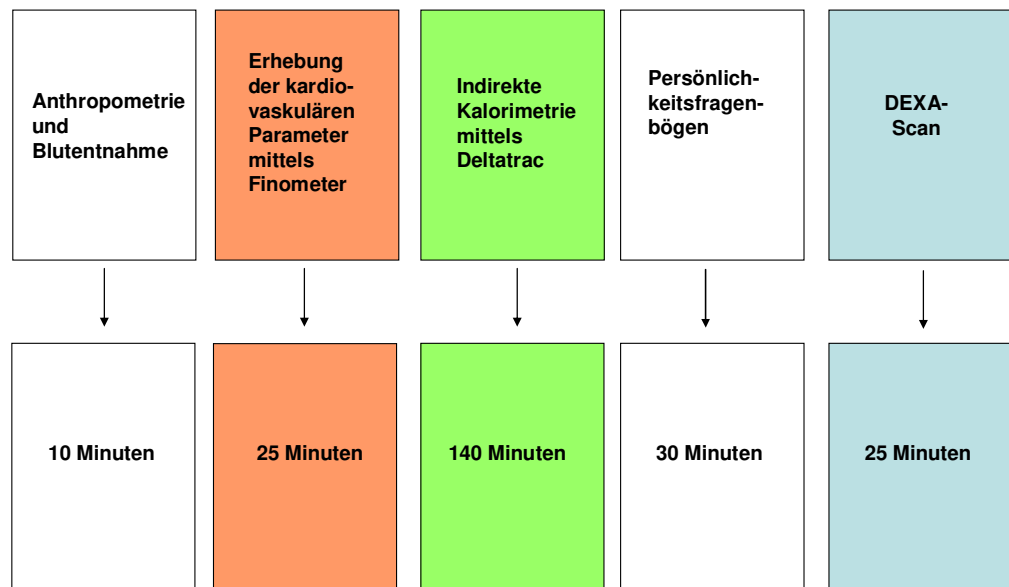 Anthropometrie
und
Blutentnahme
Erhebung
der kardio-
vaskulären
Parameter
mittels
Finometer
Indirekte
Kalorimetrie
mittels
Deltatrac
Persönlich-
keitsfragen-
bögen
DEXA-
Scan
10 Minuten
25 Minuten
140 Minuten
30 Minuten
25 Minuten